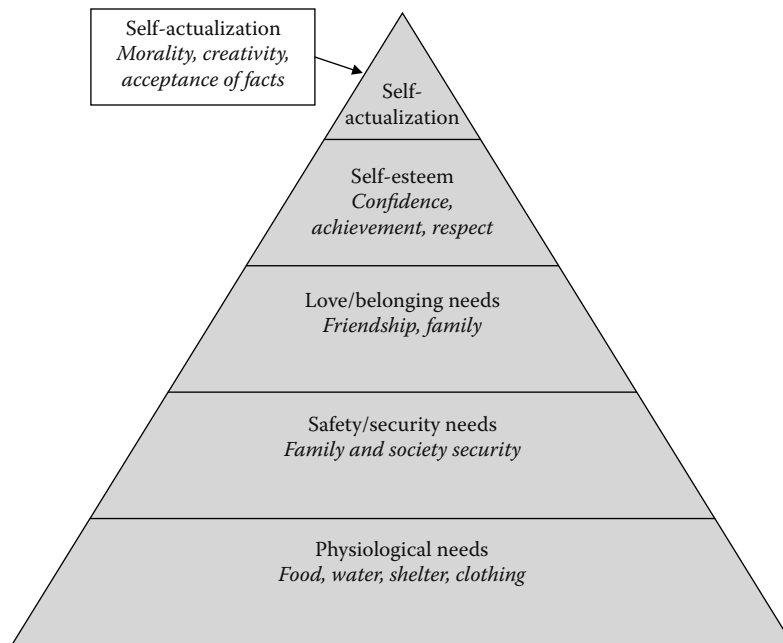 Self-actualization
Morality, creativity,
acceptance of facts
Self-
actualization
Self-esteem
Confidence,
achievement, respect
Love/belonging needs
Friendship, family
Safety/security needs
Family and society security
Physiological needs
Food, water, shelter, clothing